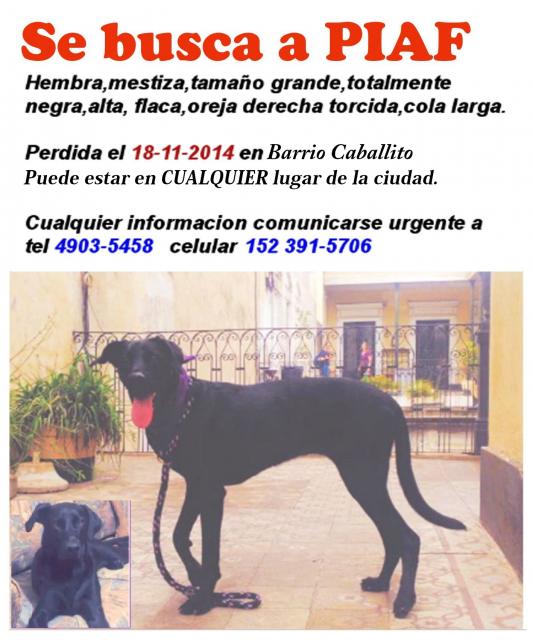 Se busca a PIAF
Hembra,mestiza,tamaño grande,totalmente
negra,alta, flaca,oreja derecha torcida,cola larga.
Perdida el 18-11-2014 en Barrio Caballito
Puede estar en CUALQUIER lugar de la ciudad.
Cualquier informacion comunicarse urgente a
tel 4903-5458 celular 152 391-5706